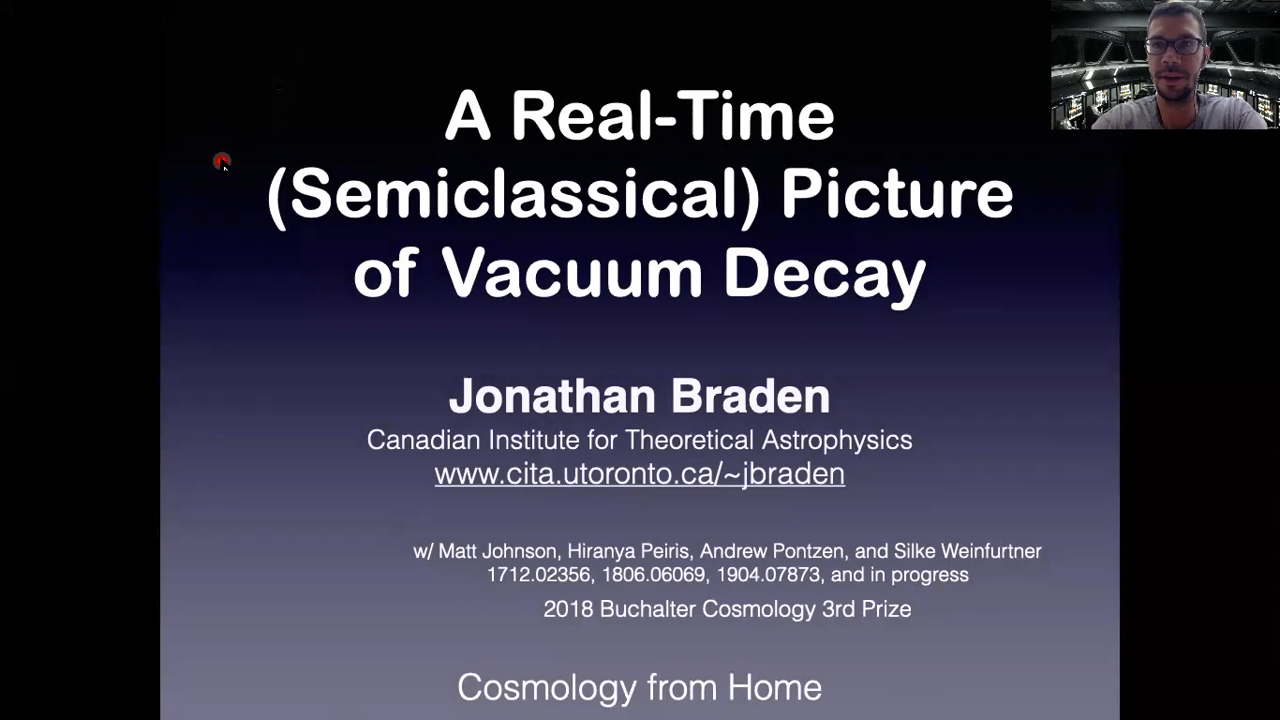 A Real-Time
(Semiclassical) Picture
of Vacuum Decay
Jonathan Braden
Canadian Institute for Theoretical Astrophysics
www.cita.utoronto.ca/~jbraden
w/ Matt Johnson, Hiranya Peiris, Andrew Pontzen, and Silke Weinfurtner
1712.02356, 1806.06069, 1904.07873, and in progress
2018 Buchalter Cosmology 3rd Prize
Cosmology from Home